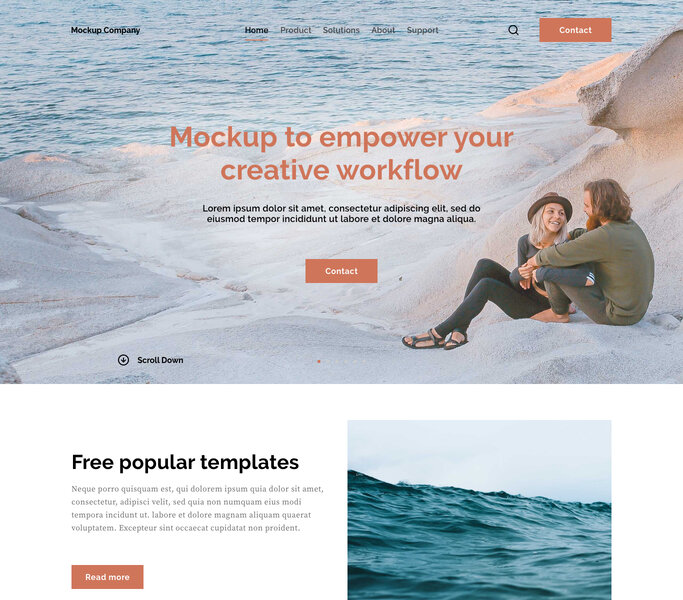 Mockup Company
Home Product Solutions About Support
Contact
Mockup to empower your
creative workflow
Lorem ipsum dolor sit amet, consectetur adipiscing elit, sed do
eiusmod tempor incididunt ut labore et dolore magna aliqua.
Contact
Scroll Down
Free popular templates
Neque porro quisquam est, qui dolorem ipsum quia dolor sit amet,
consectetur, adipisci velit, sed quia non numquam eius modi
tempora incidunt ut. labore et dolore magnam aliquam quaerat
voluptatem. Excepteur sint occaecat cupidatat non proident.
Read more